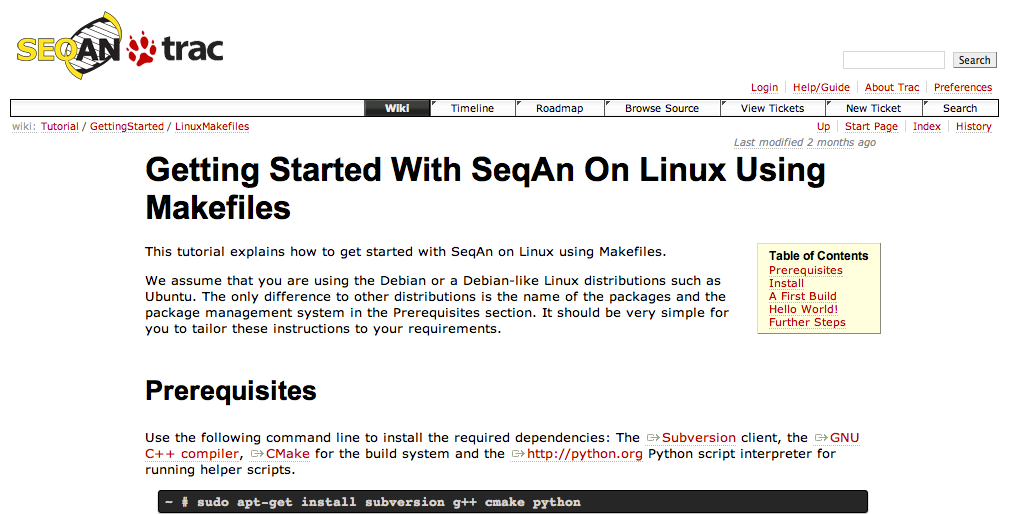 SEQAN trac
Search
Login Help/Guide About Trac Preferences
Wiki Timeline Roadmap Browse Source View Tickets New Ticket Search
wiki: Tutorial / GettingStarted / LinuxMakefiles
Up Start Page Index History
Last modified 2 months ago
Getting Started With SeqAn On Linux Using
Makefiles
This tutorial explains how to get started with SeqAn on Linux using Makefiles.
We assume that you are using the Debian or a Debian-like Linux distributions such as
Ubuntu. The only difference to other distributions is the name of the packages and the
package management system in the Prerequisites section. It should be very simple for
you to tailor these instructions to your requirements.
Table of Contents
Prerequisites
Install
A First Build
Hello World!
Further Steps
Prerequisites
Use the following command line to install the required dependencies: The Subversion client, the GNU
C++ compiler, CMake for the build system and the http://python.org Python script interpreter for
running helper scripts.
~ # sudo apt-get install subversion g++ cmake python